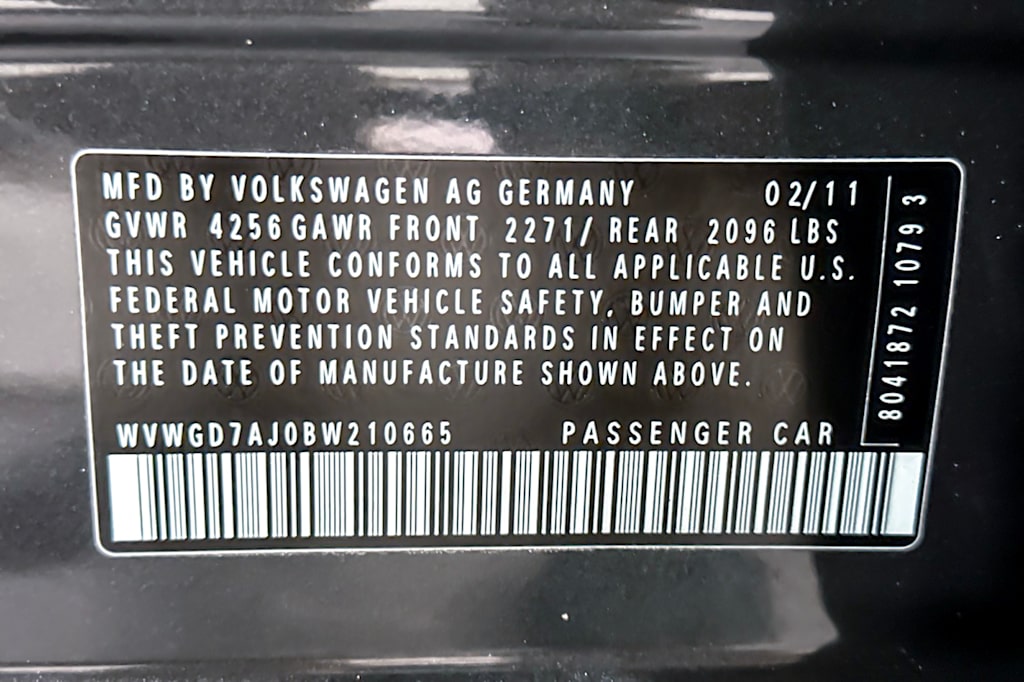 MFD BY VOLKSWAGEN AG GERMANY 02/11
GVWR 4256 GAWR FRONT 2271/ REAR 2096 LBS
THIS VEHICLE CONFORMS TO ALL APPLICABLE U.S.
FEDERAL MOTOR VEHICLE SAFETY, BUMPER AND
THEFT PREVENTION STANDARDS IN EFFECT ON
THE DATE OF MANUFACTURE SHOWN ABOVE.
WVWGD7AJ0BW210665 PASSENGER CAR
8041872 1079 3